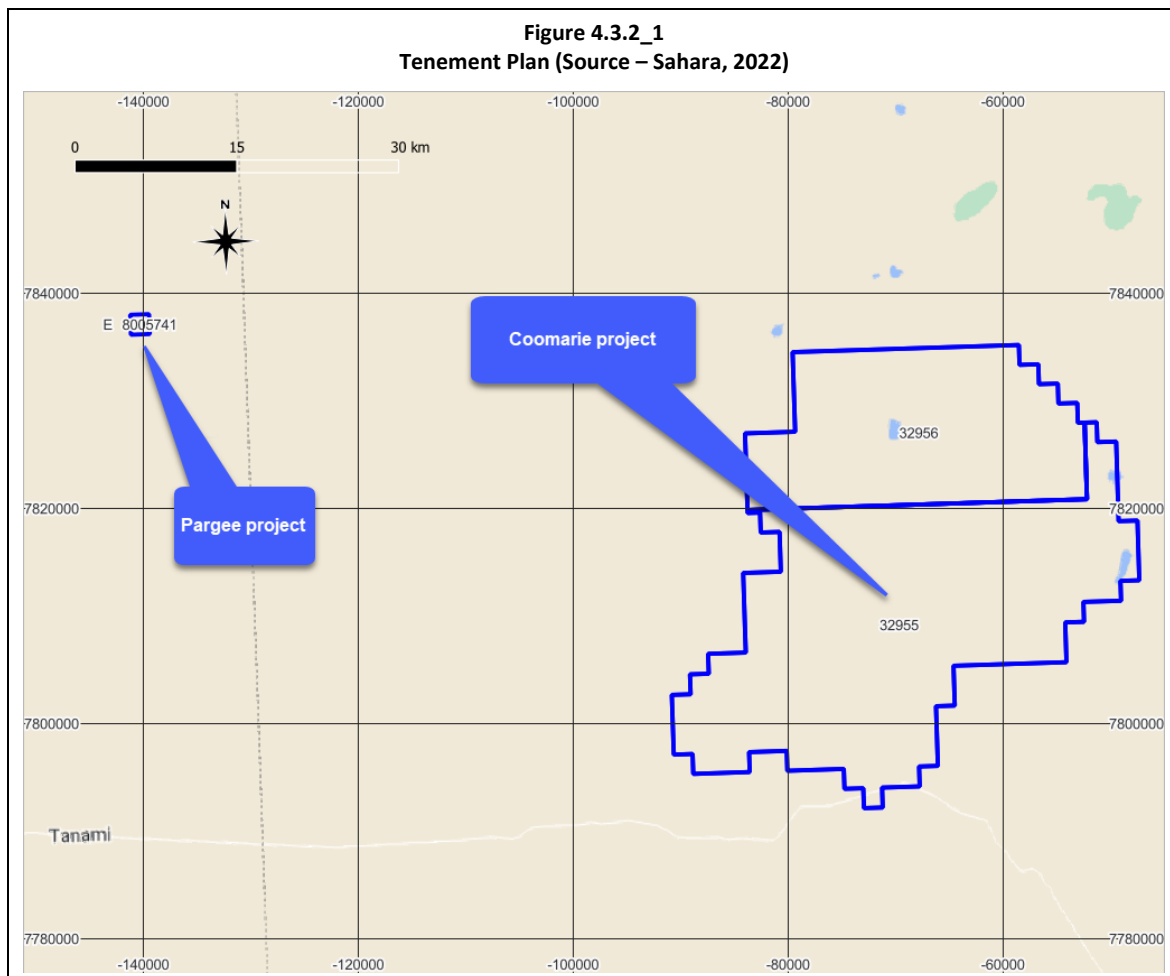 Figure 4.3.2_1
Tenement Plan (Source – Sahara, 2022)
-140000 -120000 -100000 -80000 -60000
0 15 30 km
N
7840000 7840000
E 8005741
Coomarie project
32956
Pargee project
7820000 7820000
32955
7800000 7800000
Tanami
7780000 7780000
-140000 -120000 -100000 -80000 -60000